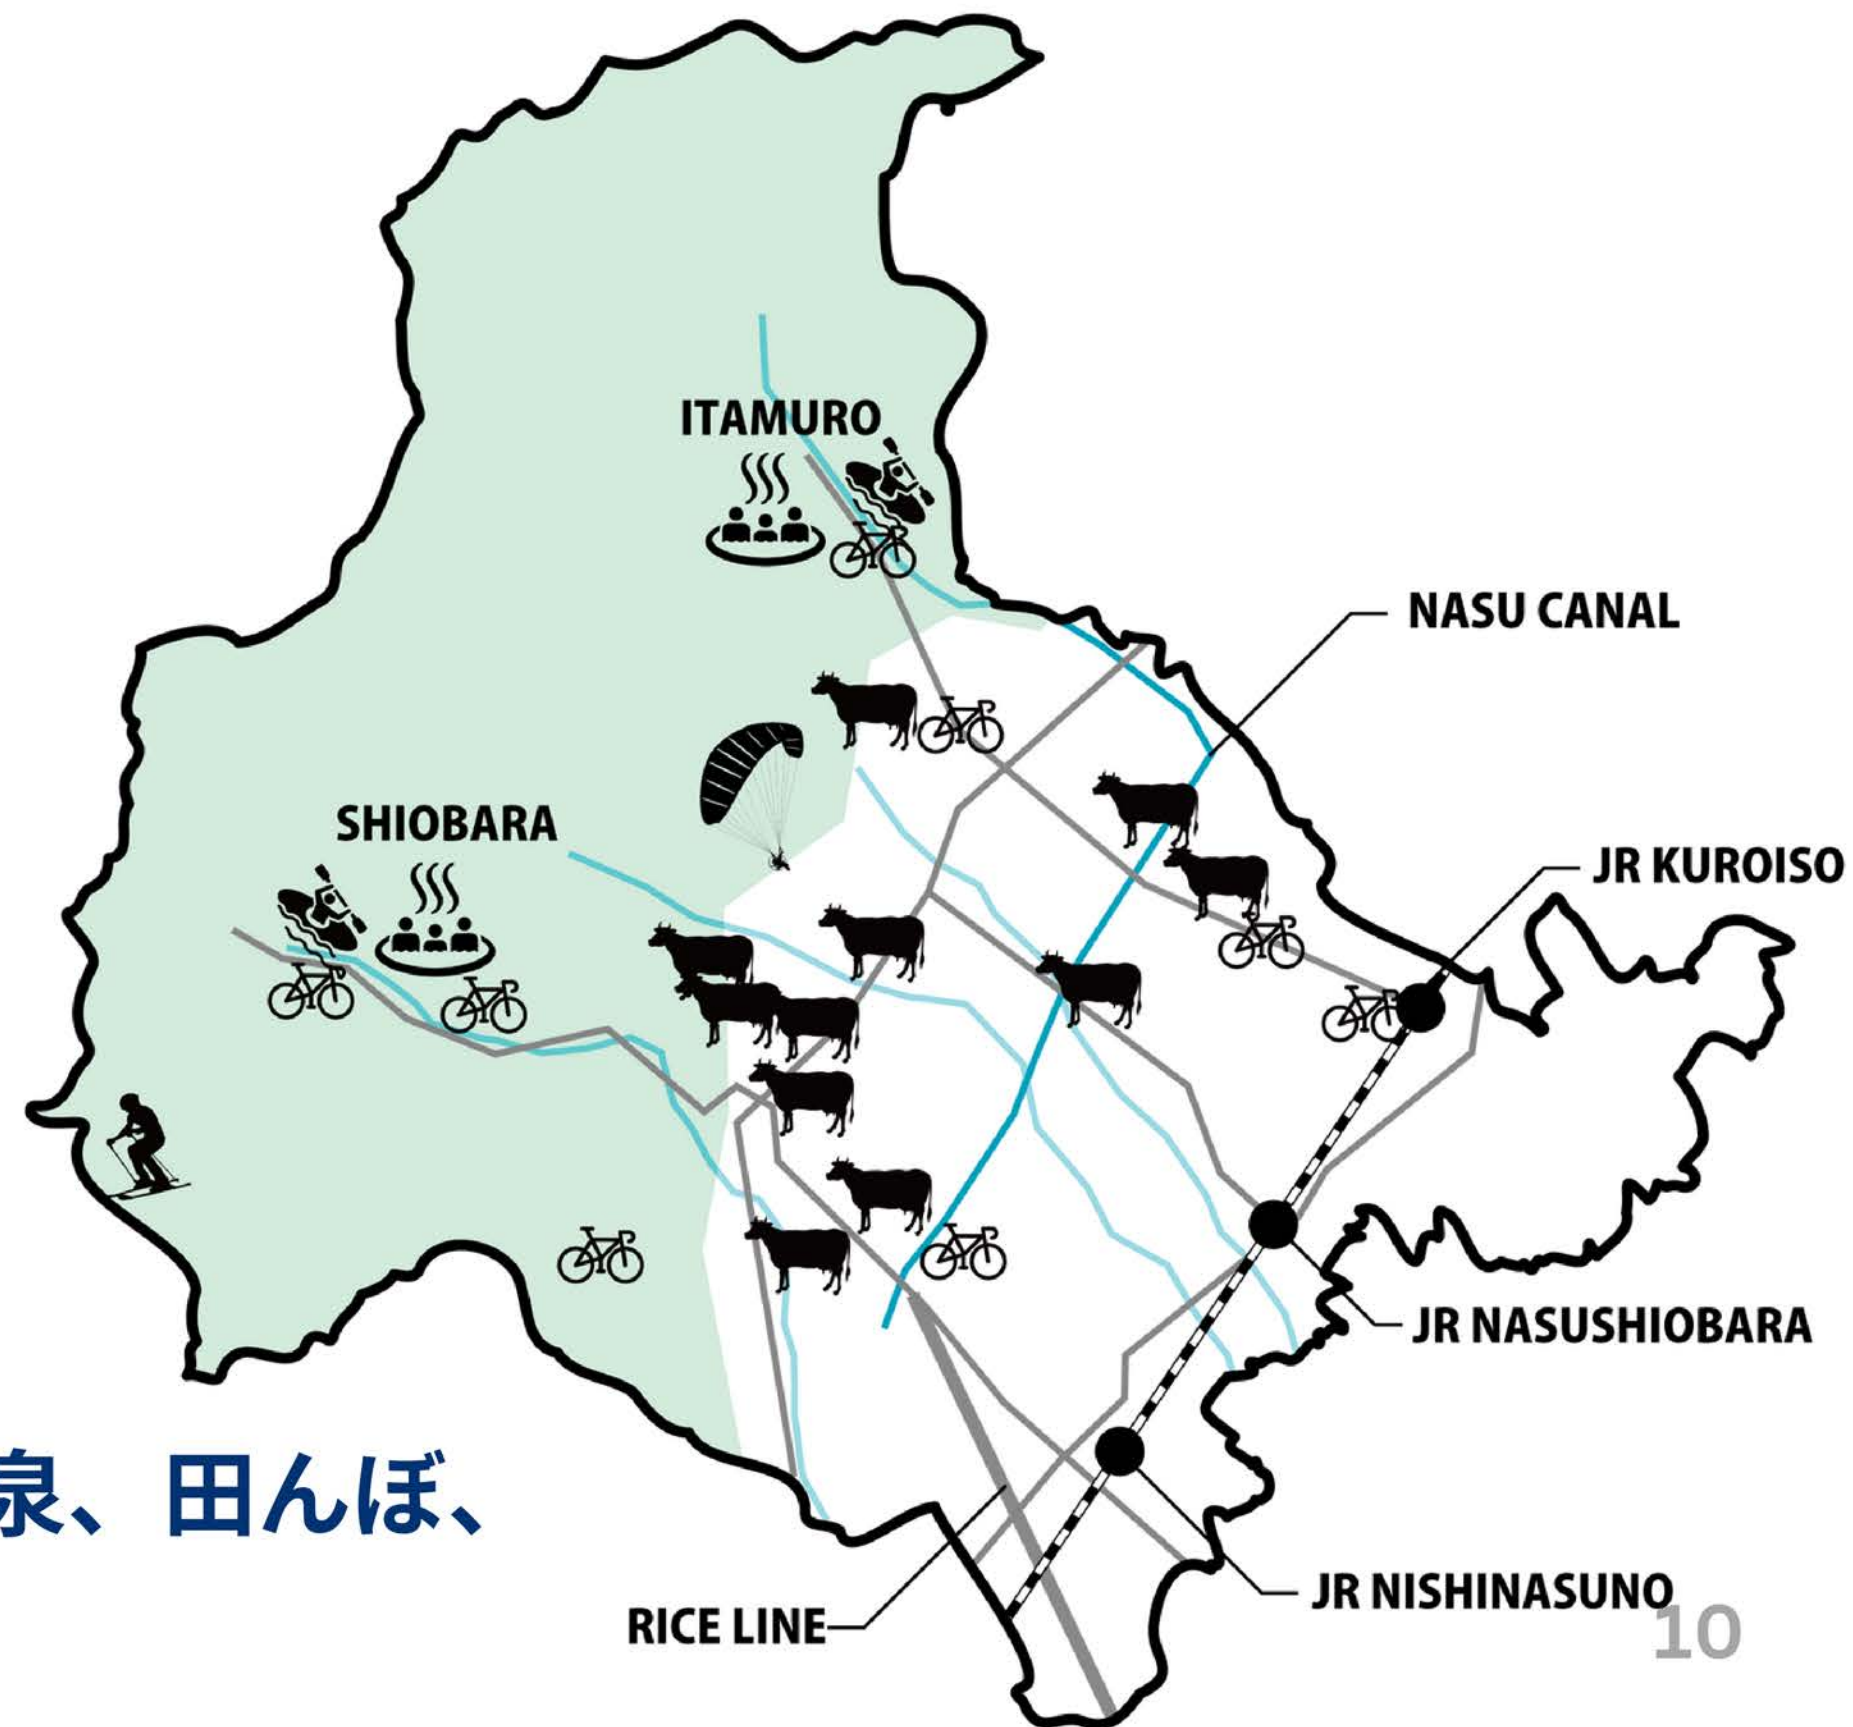 ITAMURO
NASU CANAL
SHIOBARA
JR KUROISO
JR NASUSHIOBARA
泉、田んぼ、
JR NISHINASUNO
RICE LINE
10